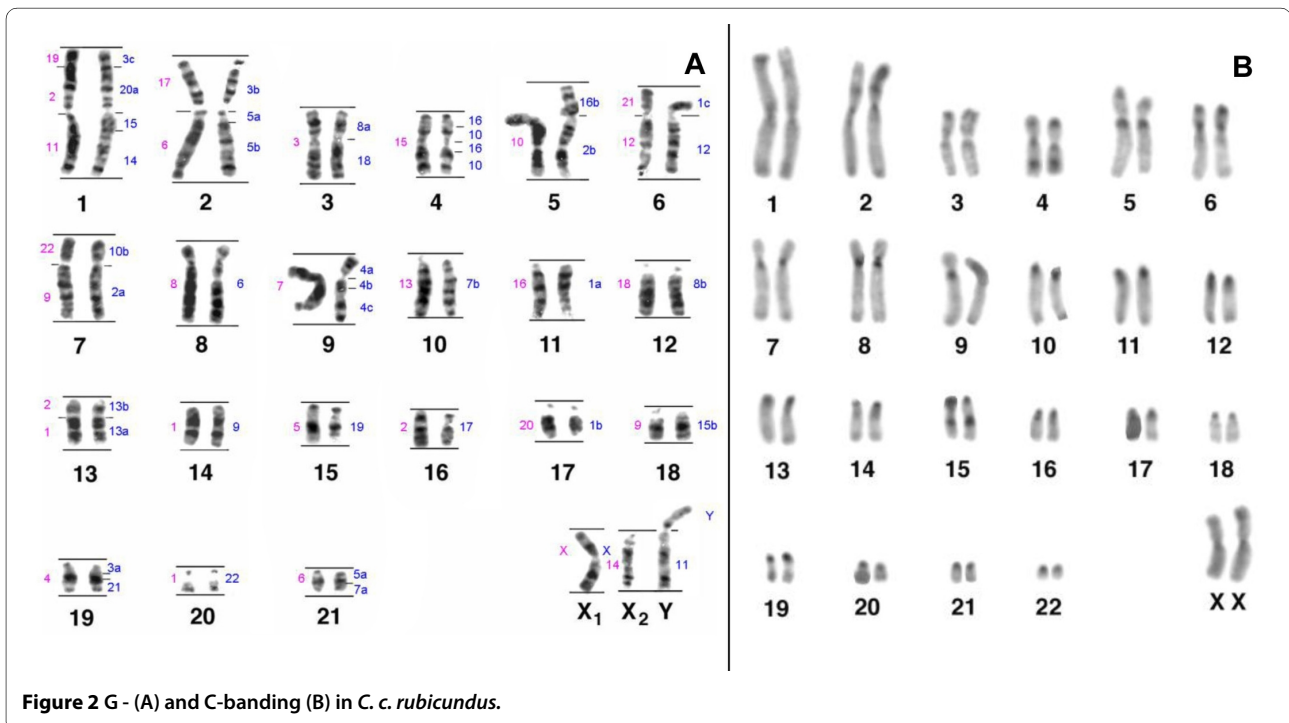 A
19 3c
2 20a
11 15
14
1
17 3b
5a
6 5b
2
8a
3
18
3
16
15 10
16
10
4
16b
10
2b
5
21 1c
12 12
6
22 10b
9 2a
7
8 6
8
4a
7 4b
4c
9
13 7b
10
16 1a
11
18 8b
12
2 13b
1 13a
13
1 9
14
5 19
15
2 17
16
20 1b
17
9 15b
18
4 3a
21
19
1 22
20
6 5a
7a
21
Y
X X 14 11
X1 X2 Y
B
1 2 3 4 5 6
7 8 9 10 11 12
13 14 15 16 17 18
19 20 21 22 X X
Figure 2 G - (A) and C-banding (B) in C. c. rubicundus.